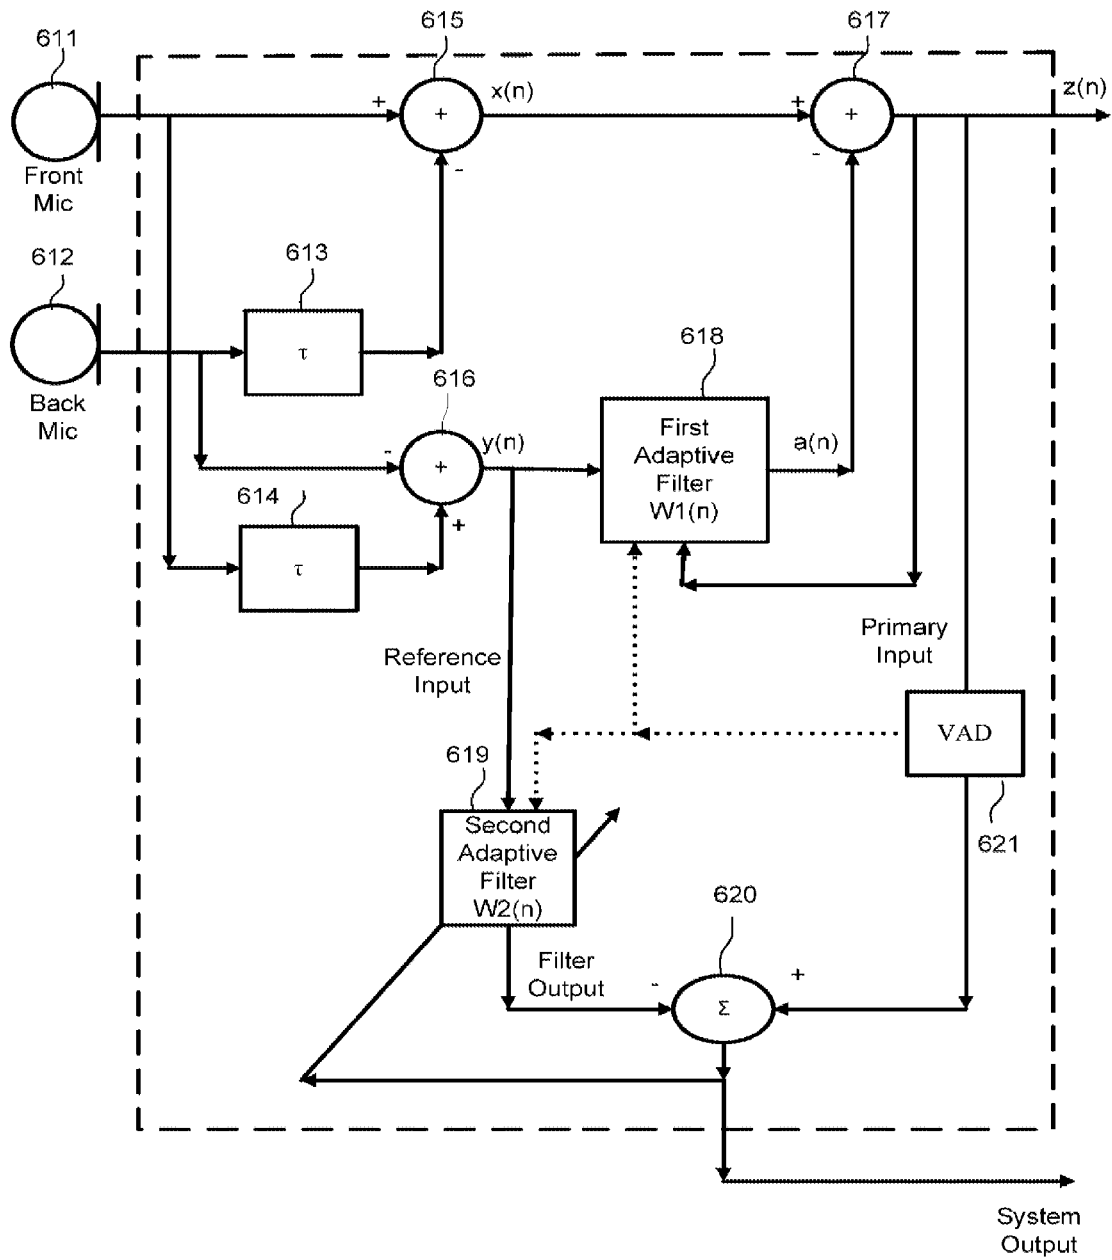 611
615
617
+
+
x(n)
+
+
z(n)
-
-
Front
Mic
612
613
τ
618
616
Back
Mic
-
+
y(n)
First
Adaptive
Filter
W1(n)
a(n)
614
+
τ
Primary
Input
Reference
Input
VAD
619
621
Second
Adaptive
Filter
W2(n)
620
Filter
Output
-
+
Σ
System
Output